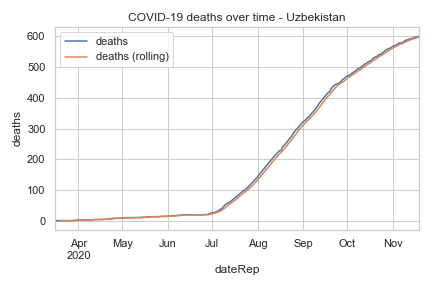 COVID-19 deaths over time - Uzbekistan
deaths
deaths (rolling)
600
500
400
300
200
100
0
deaths
Apr May Jun Jul Aug Sep Oct Nov
2020
dateRep